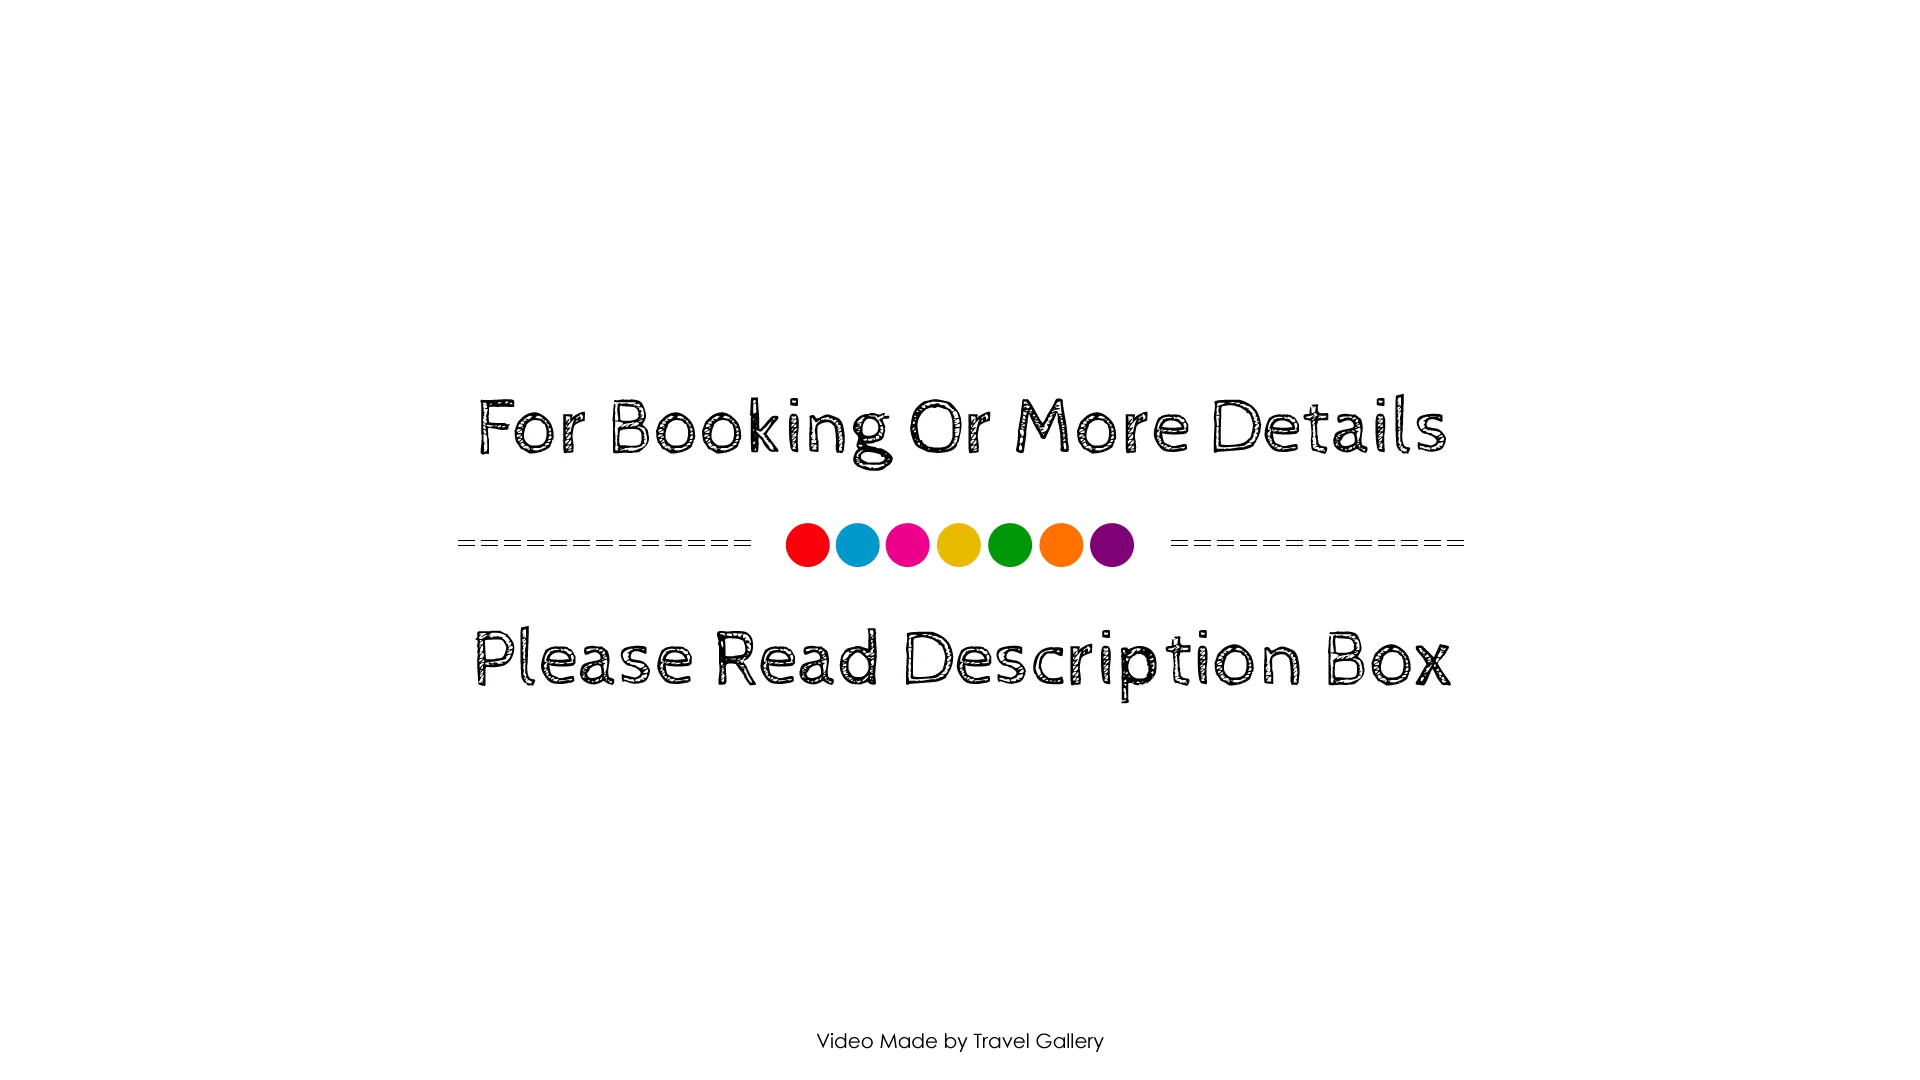 For Booking Or More Details
============= =============
Please Read Description Box
Video Made by Travel Gallery